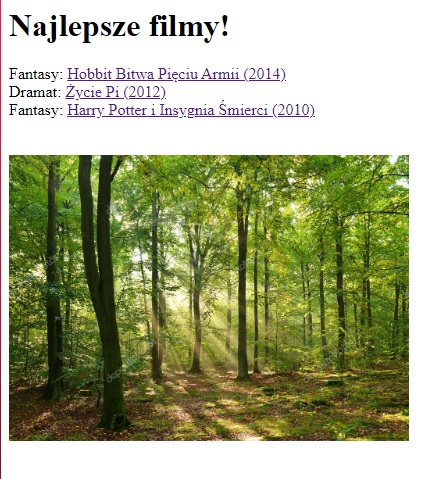 Najlepsze filmy!
Fantasy: Hobbit Bitwa Pięciu Armii (2014)
Dramat: Życie Pi (2012)
Fantasy: Harry Potter i Insygnia Śmierci (2010)